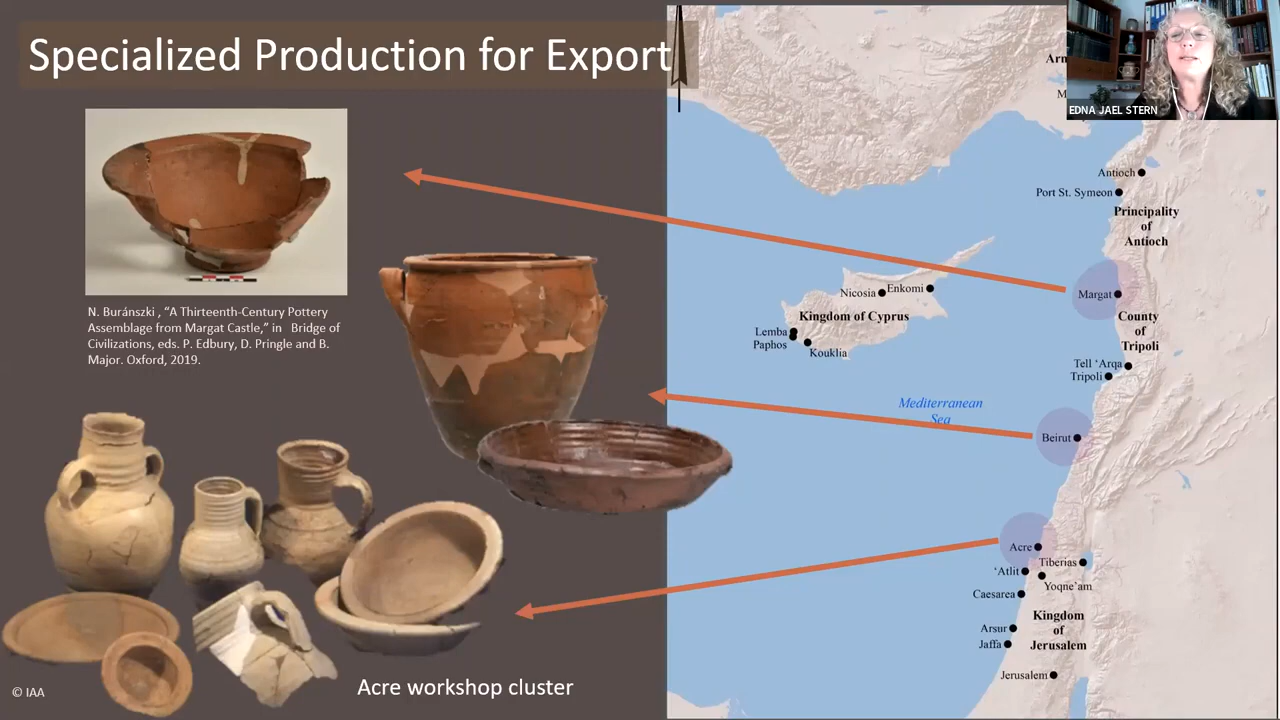 Specialized Production for Export
N. Buránszki , “A Thirteenth-Century Pottery
Assemblage from Margat Castle,” in Bridge of
Civilizations, eds. P. Edbury, D. Pringle and B.
Major. Oxford, 2019.
© IAA
Acre workshop cluster
EDNA JAEL STERN
Antioch
Port St. Symeon
Principality
of
Antioch
Margat
Nicosia
Enkomi
Kingdom of Cyprus
County
of
Tripoli
Lemba
Paphos
Kouklia
Tell ‘Arqa
Tripoli
Mediterranean
Sea
Beirut
Acre
Tiberias
‘Atlit
Yoqne’am
Caesarea
Kingdom
of
Jerusalem
Arsur
Jaffa
Jerusalem